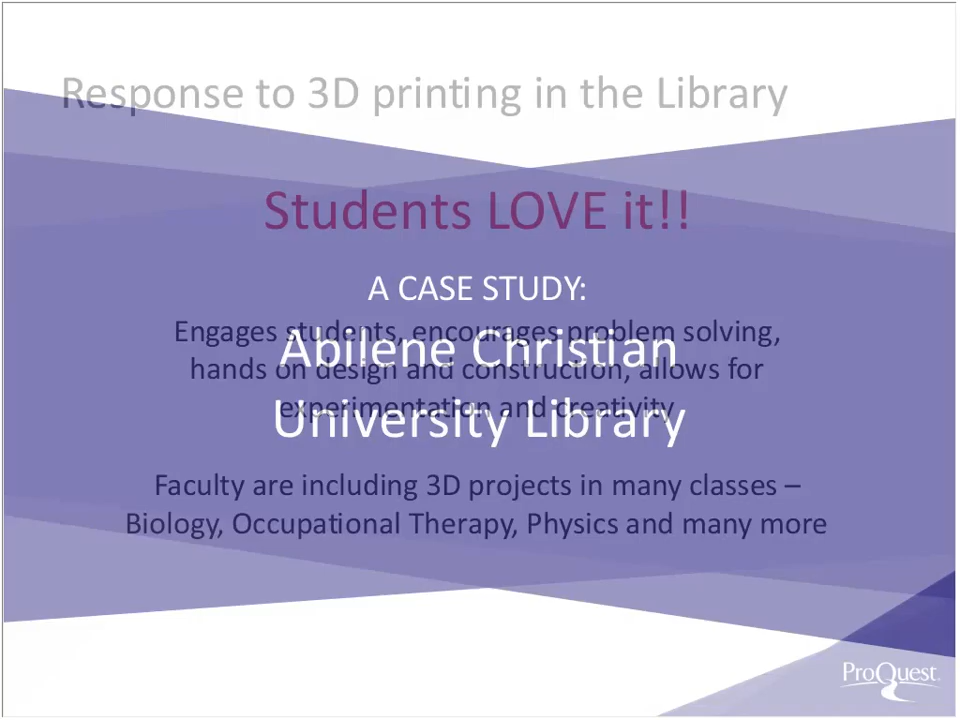 Response to 3D printing in the Library
Students LOVE it!!
A CASE STUDY:
Engages students, encourages problem solving,
Abilene Christian
hands on design and construction, allows for
experimentation and creativity
University Library
Faculty are including 3D projects in many classes –
Biology, Occupational Therapy, Physics and many more
ProQuest